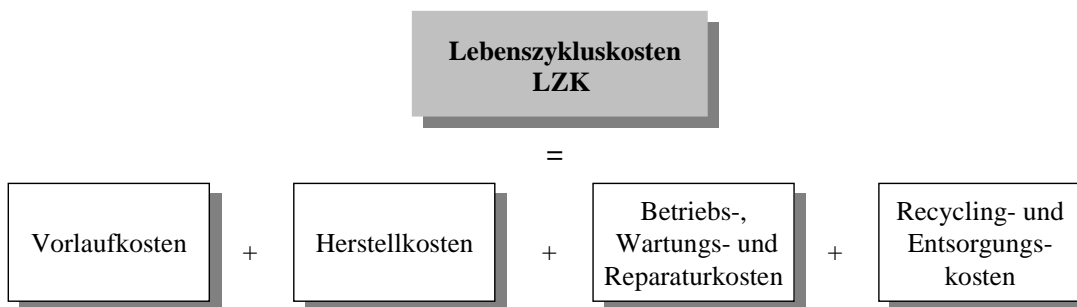 Lebenszykluskosten
LZK
=
Vorlaufkosten
+
Herstellkosten
+
Betriebs-,
Wartungs- und
Reparaturkosten
+
Recycling- und
Entsorgungs-
kosten